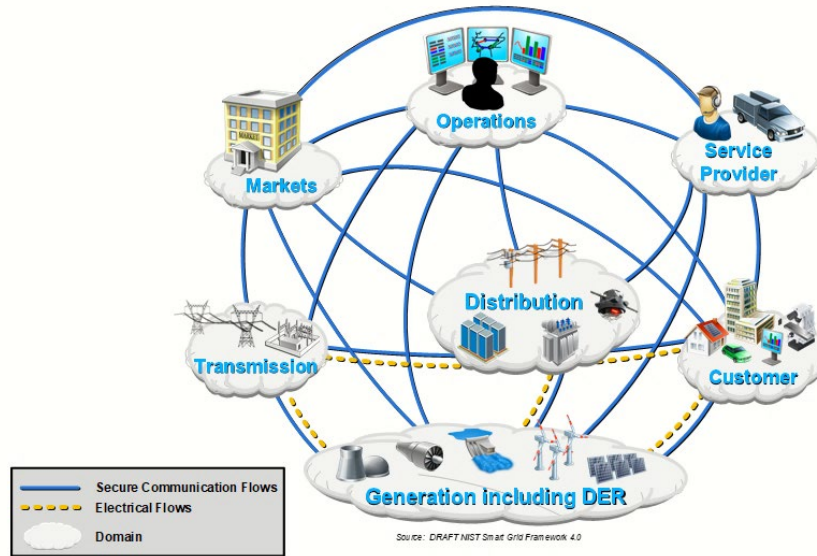 Operations
MARKET
Markets
Service
Provider
Distribution
Transmission
Customer
Generation including DER
Secure Communication Flows
Electrical Flows
Domain
Source: DRAFT NIST Smart Grid Framework 4.0